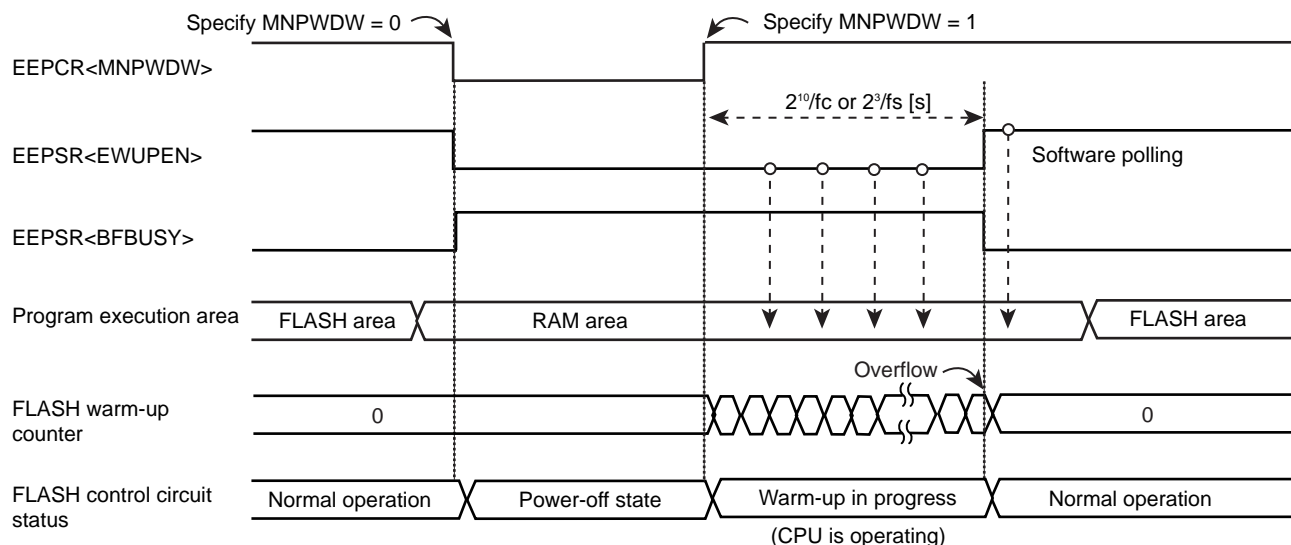 Specify MNPWDW = 0
Specify MNPWDW = 1
EEPCR<MNPWDW>
2¹⁰/fc or 2³/fs [s]
EEPSR<EWUPEN>
Software polling
EEPSR<BFBUSY>
Program execution area
FLASH area
RAM area
FLASH area
Overflow
FLASH warm-up
counter
0
0
FLASH control circuit
status
Normal operation
Power-off state
Warm-up in progress
Normal operation
(CPU is operating)